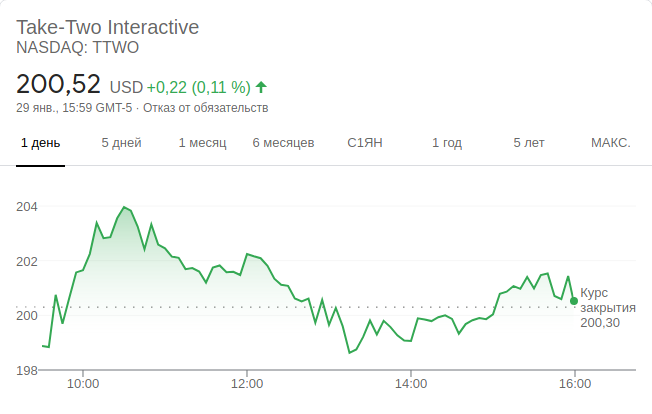 Take-Two Interactive
NASDAQ: TTWO
200,52 USD +0,22 (0,11 %)
29 янв., 15:59 GMT-5 · Отказ от обязательств
1 день 5 дней 1 месяц 6 месяцев С1ЯН 1 год 5 лет МАКС.
204
202
200
198
Курс
закрытия
200,30
10:00 12:00 14:00 16:00